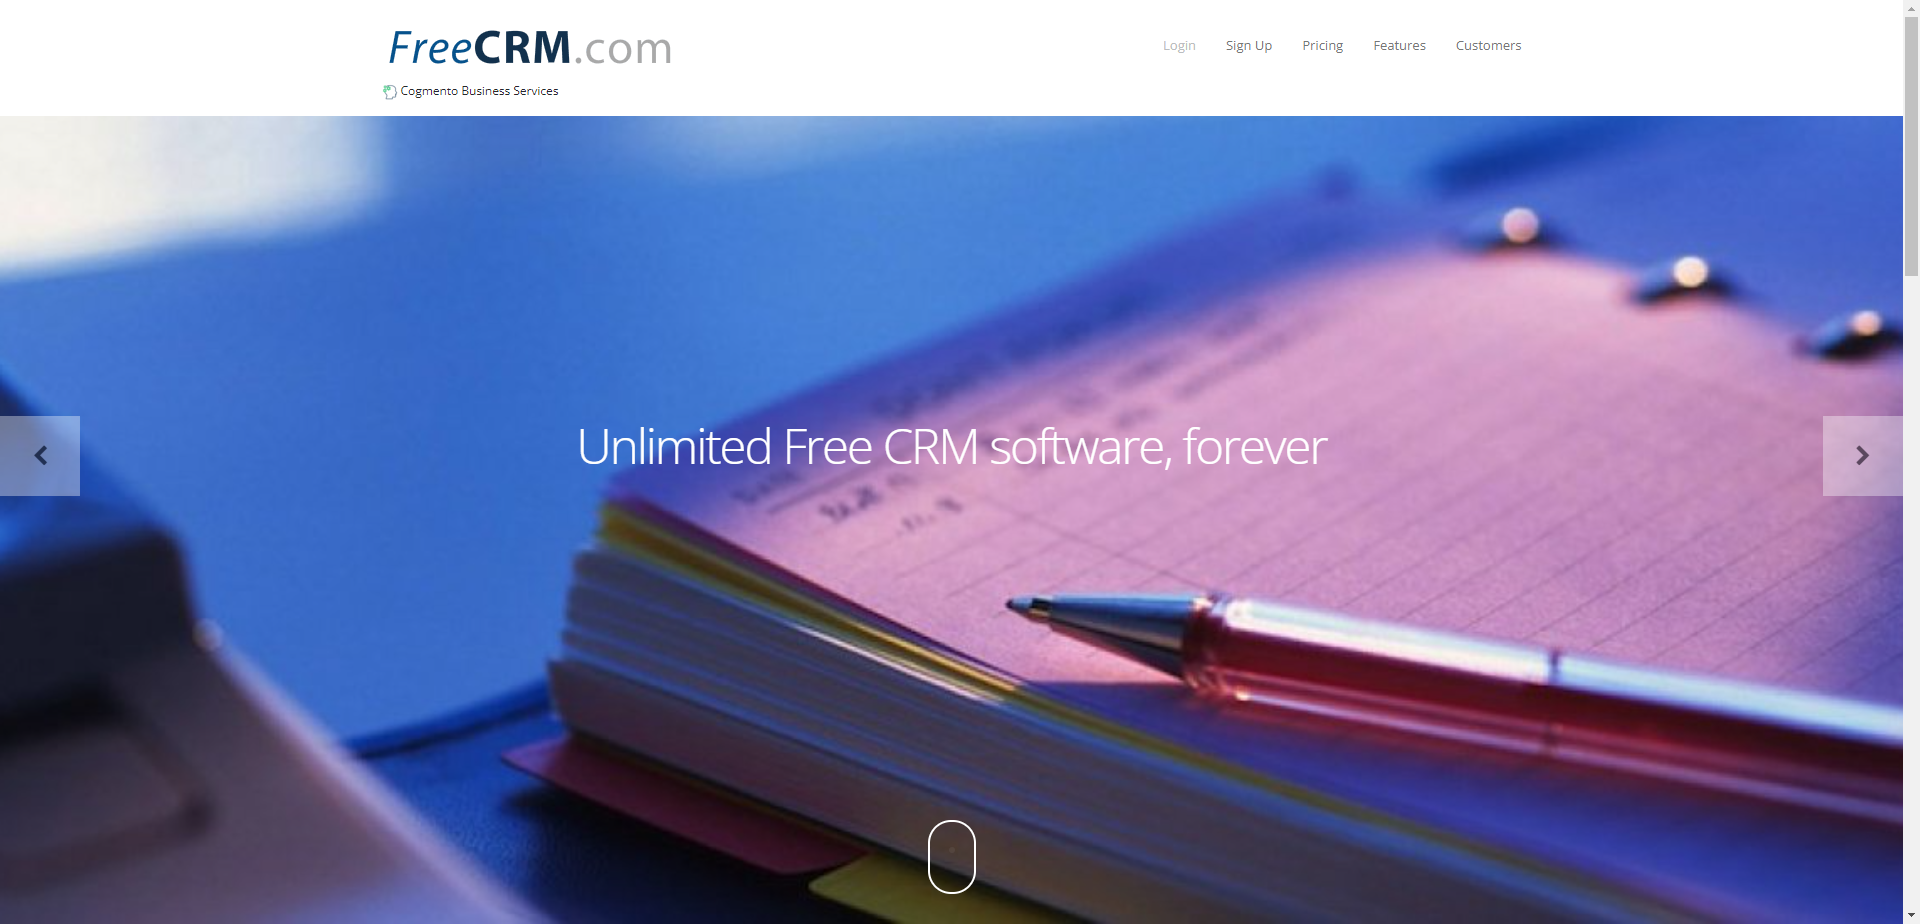 FreeCRM.com
Login Sign Up Pricing Features Customers
Cogmento Business Services
Unlimited Free CRM software, forever